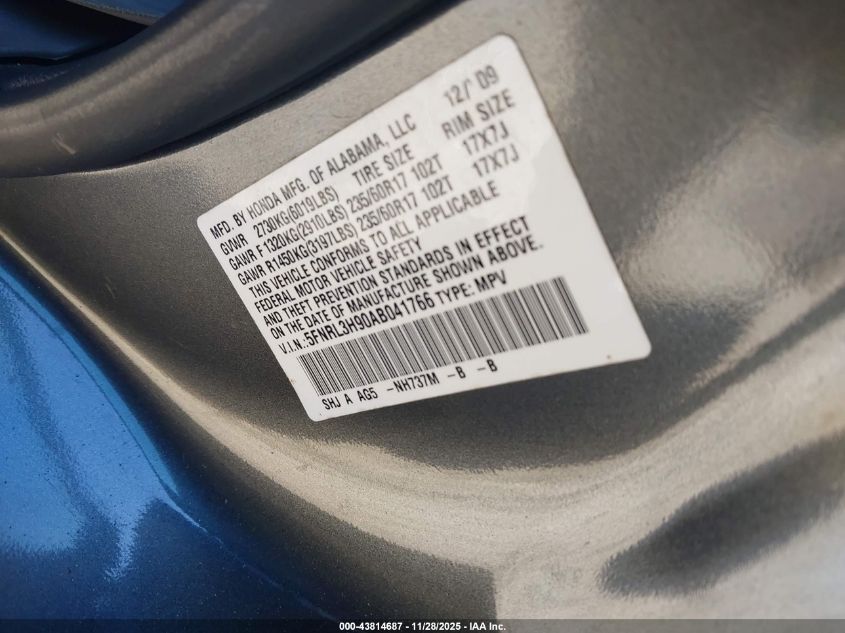 MFD. BY HONDA MFG. OF ALABAMA, LLC 12/'09
GVWR 2730KG(6019LBS) TIRE SIZE RIM SIZE
GAWR F 1320KG(2910LBS) 235/60R17 102T 17X7J
GAWR R 1450KG(3197LBS) 235/60R17 102T 17X7J
THIS VEHICLE CONFORMS TO ALL APPLICABLE
FEDERAL MOTOR VEHICLE SAFETY
AND THEFT PREVENTION STANDARDS IN EFFECT
ON THE DATE OF MANUFACTURE SHOWN ABOVE.
V.I.N.:5FNRL3H90AB041766 TYPE: MPV
SHJ A AG5 -NH737M -B -B
000-43814687 - 11/28/2025 - IAA Inc.